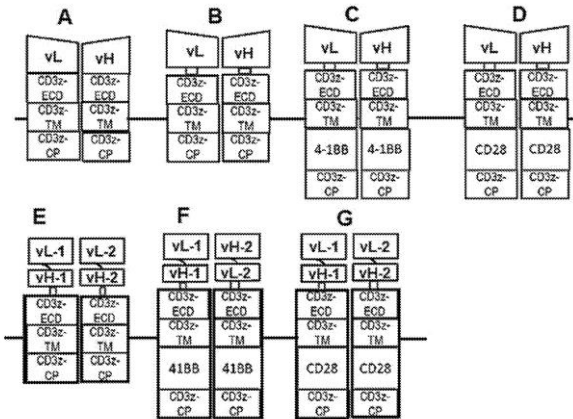 A B C D
vL vH vL vH vL vH vL vH
CD3z- CD3z- CD3z- CD3z- CD3z- CD3z- CD3z- CD3z-
ECD ECD ECD ECD ECD ECD ECD ECD
CD3z- CD3z- CD3z- CD3z- CD3z- CD3z- CD3z- CD3z-
-TM -TM -TM -TM -TM -TM -TM -TM
CD3z- CD3z- CD3z- CD3z- 4-1BB 4-1BB CD28 CD28
-CP -CP -CP -CP CD3z- CD3z- CD3z- CD3z-
-CP -CP -CP -CP
E F G
vL-1 vL-2 vL-1 vH-2 vL-1 vL-2
vH-1 vH-2 vH-1 vL-2 vH-1 vH-2
CD3z- CD3z- CD3z- CD3z- CD3z- CD3z-
ECD ECD ECD ECD ECD ECD
CD3z- CD3z- CD3z- CD3z- CD3z- CD3z-
-TM -TM -TM -TM -TM -TM
CD3z- CD3z- 41BB 41BB CD28 CD28
-CP -CP CD3z- CD3z- CD3z- CD3z-
-CP -CP -CP -CP